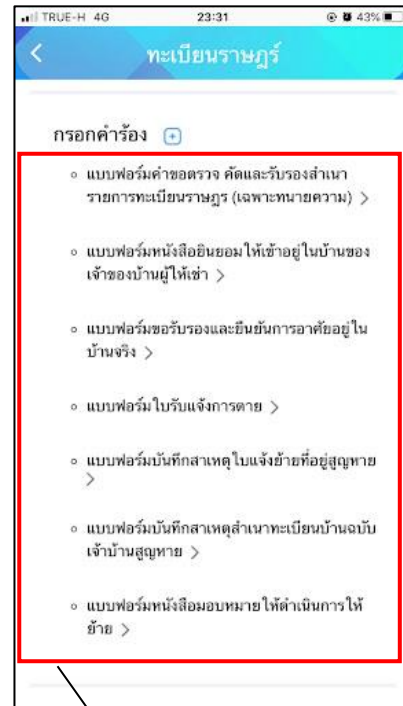 TRUE-H 4G 23:31 43%
ทะเบียนราษฎร์
กรอกคำร้อง
แบบฟอร์มคำขอตรวจ คัดและรับรองสำเนา
รายการทะเบียนราษฎร (เฉพาะทนายความ) >
แบบฟอร์มหนังสือยินยอมให้เข้าอยู่ในบ้านของ
เจ้าของบ้านผู้ให้เช่า >
แบบฟอร์มขอรับรองและยืนยันการอาศัยอยู่ใน
บ้านจริง >
แบบฟอร์มใบรับแจ้งการตาย >
แบบฟอร์มบันทึกสาเหตุใบแจ้งย้ายที่อยู่สูญหาย
>
แบบฟอร์มบันทึกสาเหตุสำเนาทะเบียนบ้านฉบับ
เจ้าบ้านสูญหาย >
แบบฟอร์มหนังสือมอบหมายให้ดำเนินการให้
ย้าย >